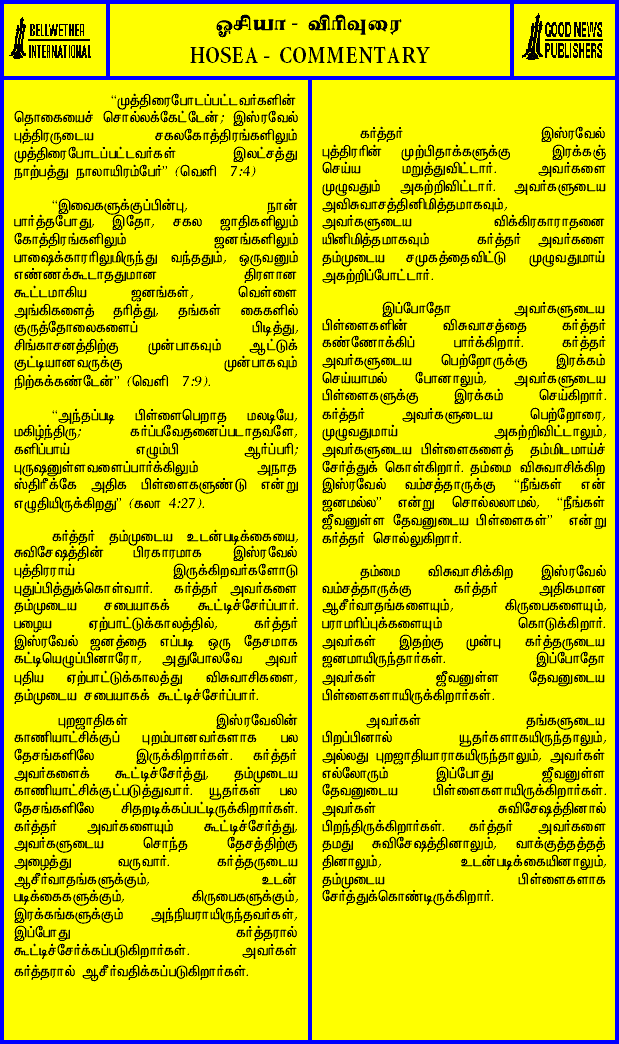 BELLWETHER
INTERNATIONAL
ஓசியா - விரிவுரை
HOSEA - COMMENTARY
GOOD NEWS
PUBLISHERS
“முத்திரைபோடப்பட்டவர்களின்
தொகையைச் சொல்லக்கேட்டேன்; இஸ்ரவேல்
புத்திரருடைய சகலகோத்திரங்களிலும்
முத்திரைபோடப்பட்டவர்கள் இலட்சத்து
நாற்பத்து நாலாயிரம்பேர்” (வெளி 7:4)
“இவைகளுக்குப்பின்பு, நான்
பார்த்தபோது, இதோ, சகல ஜாதிகளிலும்
கோத்திரங்களிலும் ஜனங்களிலும்
பாஷைக்காரரிலுமிருந்து வந்ததும், ஒருவனும்
எண்ணக்கூடாததுமான திரளான
கூட்டமாகிய ஜனங்கள், வெள்ளை
அங்கிகளைத் தரித்து, தங்கள் கைகளில்
குருத்தோலைகளைப் பிடித்து,
சிங்காசனத்திற்கு முன்பாகவும் ஆட்டுக்
குட்டியானவருக்கு முன்பாகவும்
நிற்கக்கண்டேன்” (வெளி 7:9).
“அந்தப்படி பிள்ளைபெறாத மலடியே,
மகிழ்ந்திரு; கர்ப்பவேதனைப்படாதவளே,
களிப்பாய் எழும்பி ஆர்ப்பரி;
புருஷனுள்ளவளைப்பார்க்கிலும் அநாத
ஸ்திரீக்கே அதிக பிள்ளைகளுண்டு என்று
எழுதியிருக்கிறது” (கலா 4:27).
கர்த்தர் தம்முடைய உடன்படிக்கையை,
சுவிசேஷத்தின் பிரகாரமாக இஸ்ரவேல்
புத்திரராய் இருக்கிறவர்களோடு
புதுப்பித்துக்கொள்வார். கர்த்தர் அவர்களை
தம்முடைய சபையாகக் கூட்டிச்சேர்ப்பார்.
பழைய ஏற்பாட்டுக்காலத்தில், கர்த்தர்
இஸ்ரவேல் ஜனத்தை எப்படி ஒரு தேசமாக
கட்டியெழுப்பினாரோ, அதுபோலவே அவர்
புதிய ஏற்பாட்டுக்காலத்து விசுவாசிகளை,
தம்முடைய சபையாகக் கூட்டிச்சேர்ப்பார்.
புறஜாதிகள் இஸ்ரவேலின்
காணியாட்சிக்குப் புறம்பானவர்களாக பல
தேசங்களிலே இருக்கிறார்கள். கர்த்தர்
அவர்களைக் கூட்டிச்சேர்த்து, தம்முடைய
காணியாட்சிக்குட்படுத்துவார். யூதர்கள் பல
தேசங்களிலே சிதறடிக்கப்பட்டிருக்கிறார்கள்.
கர்த்தர் அவர்களையும் கூட்டிச்சேர்த்து,
அவர்களுடைய சொந்த தேசத்திற்கு
அழைத்து வருவார். கர்த்தருடைய
ஆசீர்வாதங்களுக்கும், உடன்
படிக்கைகளுக்கும், கிருபைகளுக்கும்,
இரக்கங்களுக்கும் அந்நியராயிருந்தவர்கள்,
இப்போது கர்த்தரால்
கூட்டிச்சேர்க்கப்படுகிறார்கள். அவர்கள்
கர்த்தரால் ஆசீர்வதிக்கப்படுகிறார்கள்.
கர்த்தர் இஸ்ரவேல்
புத்திரரின் முற்பிதாக்களுக்கு இரக்கஞ்
செய்ய மறுத்துவிட்டார். அவர்களை
முழுவதும் அகற்றிவிட்டார். அவர்களுடைய
அவிசுவாசத்தினிமித்தமாகவும்,
அவர்களுடைய விக்கிரகாராதனை
யினிமித்தமாகவும் கர்த்தர் அவர்களை
தம்முடைய சமுகத்தைவிட்டு முழுவதுமாய்
அகற்றிப்போட்டார்.
இப்போதோ அவர்களுடைய
பிள்ளைகளின் விசுவாசத்தை கர்த்தர்
கண்ணோக்கிப் பார்க்கிறார். கர்த்தர்
அவர்களுடைய பெற்றோருக்கு இரக்கம்
செய்யாமல் போனாலும், அவர்களுடைய
பிள்ளைகளுக்கு இரக்கம் செய்கிறார்.
கர்த்தர் அவர்களுடைய பெற்றோரை,
முழுவதுமாய் அகற்றிவிட்டாலும்,
அவர்களுடைய பிள்ளைகளைத் தம்மிடமாய்ச்
சேர்த்துக் கொள்கிறார். தம்மை விசுவாசிக்கிற
இஸ்ரவேல் வம்சத்தாருக்கு “நீங்கள் என்
ஜனமல்ல” என்று சொல்லலாமல், “நீங்கள்
ஜீவனுள்ள தேவனுடைய பிள்ளைகள்” என்று
கர்த்தர் சொல்லுகிறார்.
தம்மை விசுவாசிக்கிற இஸ்ரவேல்
வம்சத்தாருக்கு கர்த்தர் அதிகமான
ஆசீர்வாதங்களையும், கிருபைகளையும்,
பராமரிப்புக்களையும் கொடுக்கிறார்.
அவர்கள் இதற்கு முன்பு கர்த்தருடைய
ஜனமாயிருந்தார்கள். இப்போதோ
அவர்கள் ஜீவனுள்ள தேவனுடைய
பிள்ளைகளாயிருக்கிறார்கள்.
அவர்கள் தங்களுடைய
பிறப்பினால் யூதர்களாகயிருந்தாலும்,
அல்லது புறஜாதியாராகயிருந்தாலும், அவர்கள்
எல்லோரும் இப்போது ஜீவனுள்ள
தேவனுடைய பிள்ளைகளாயிருக்கிறார்கள்.
அவர்கள் சுவிசேஷத்தினால்
பிறந்திருக்கிறார்கள். கர்த்தர் அவர்களை
தமது சுவிசேஷத்தினாலும், வாக்குத்தத்தத்
தினாலும், உடன்படிக்கையினாலும்,
தம்முடைய பிள்ளைகளாக
சேர்த்துக்கொண்டிருக்கிறார்.